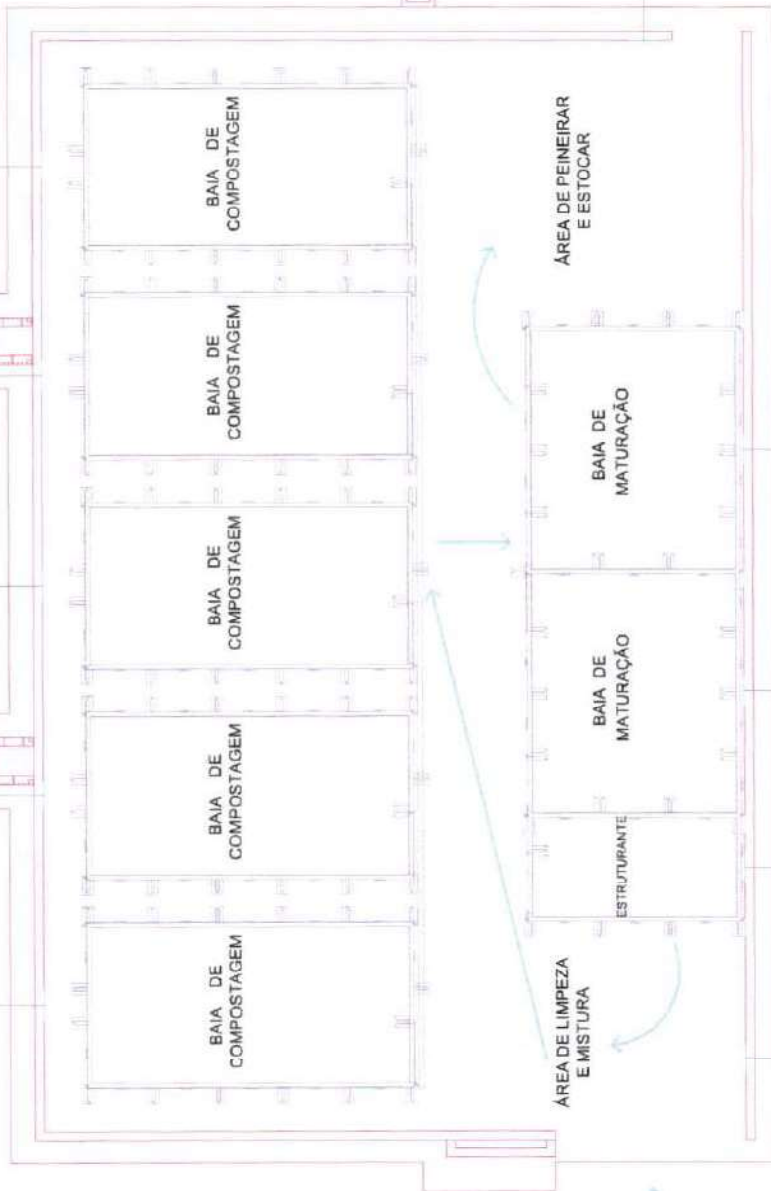 BAIA DE
COMPOSTAGEM
BAIA DE
COMPOSTAGEM
BAIA DE
COMPOSTAGEM
BAIA DE
COMPOSTAGEM
BAIA DE
COMPOSTAGEM
ÁREA DE LIMPEZA
E MISTURA
ESTRUTURANTE
BAIA DE
MATURAÇÃO
BAIA DE
MATURAÇÃO
ÁREA DE PEINEIRAR
E ESTOCAR